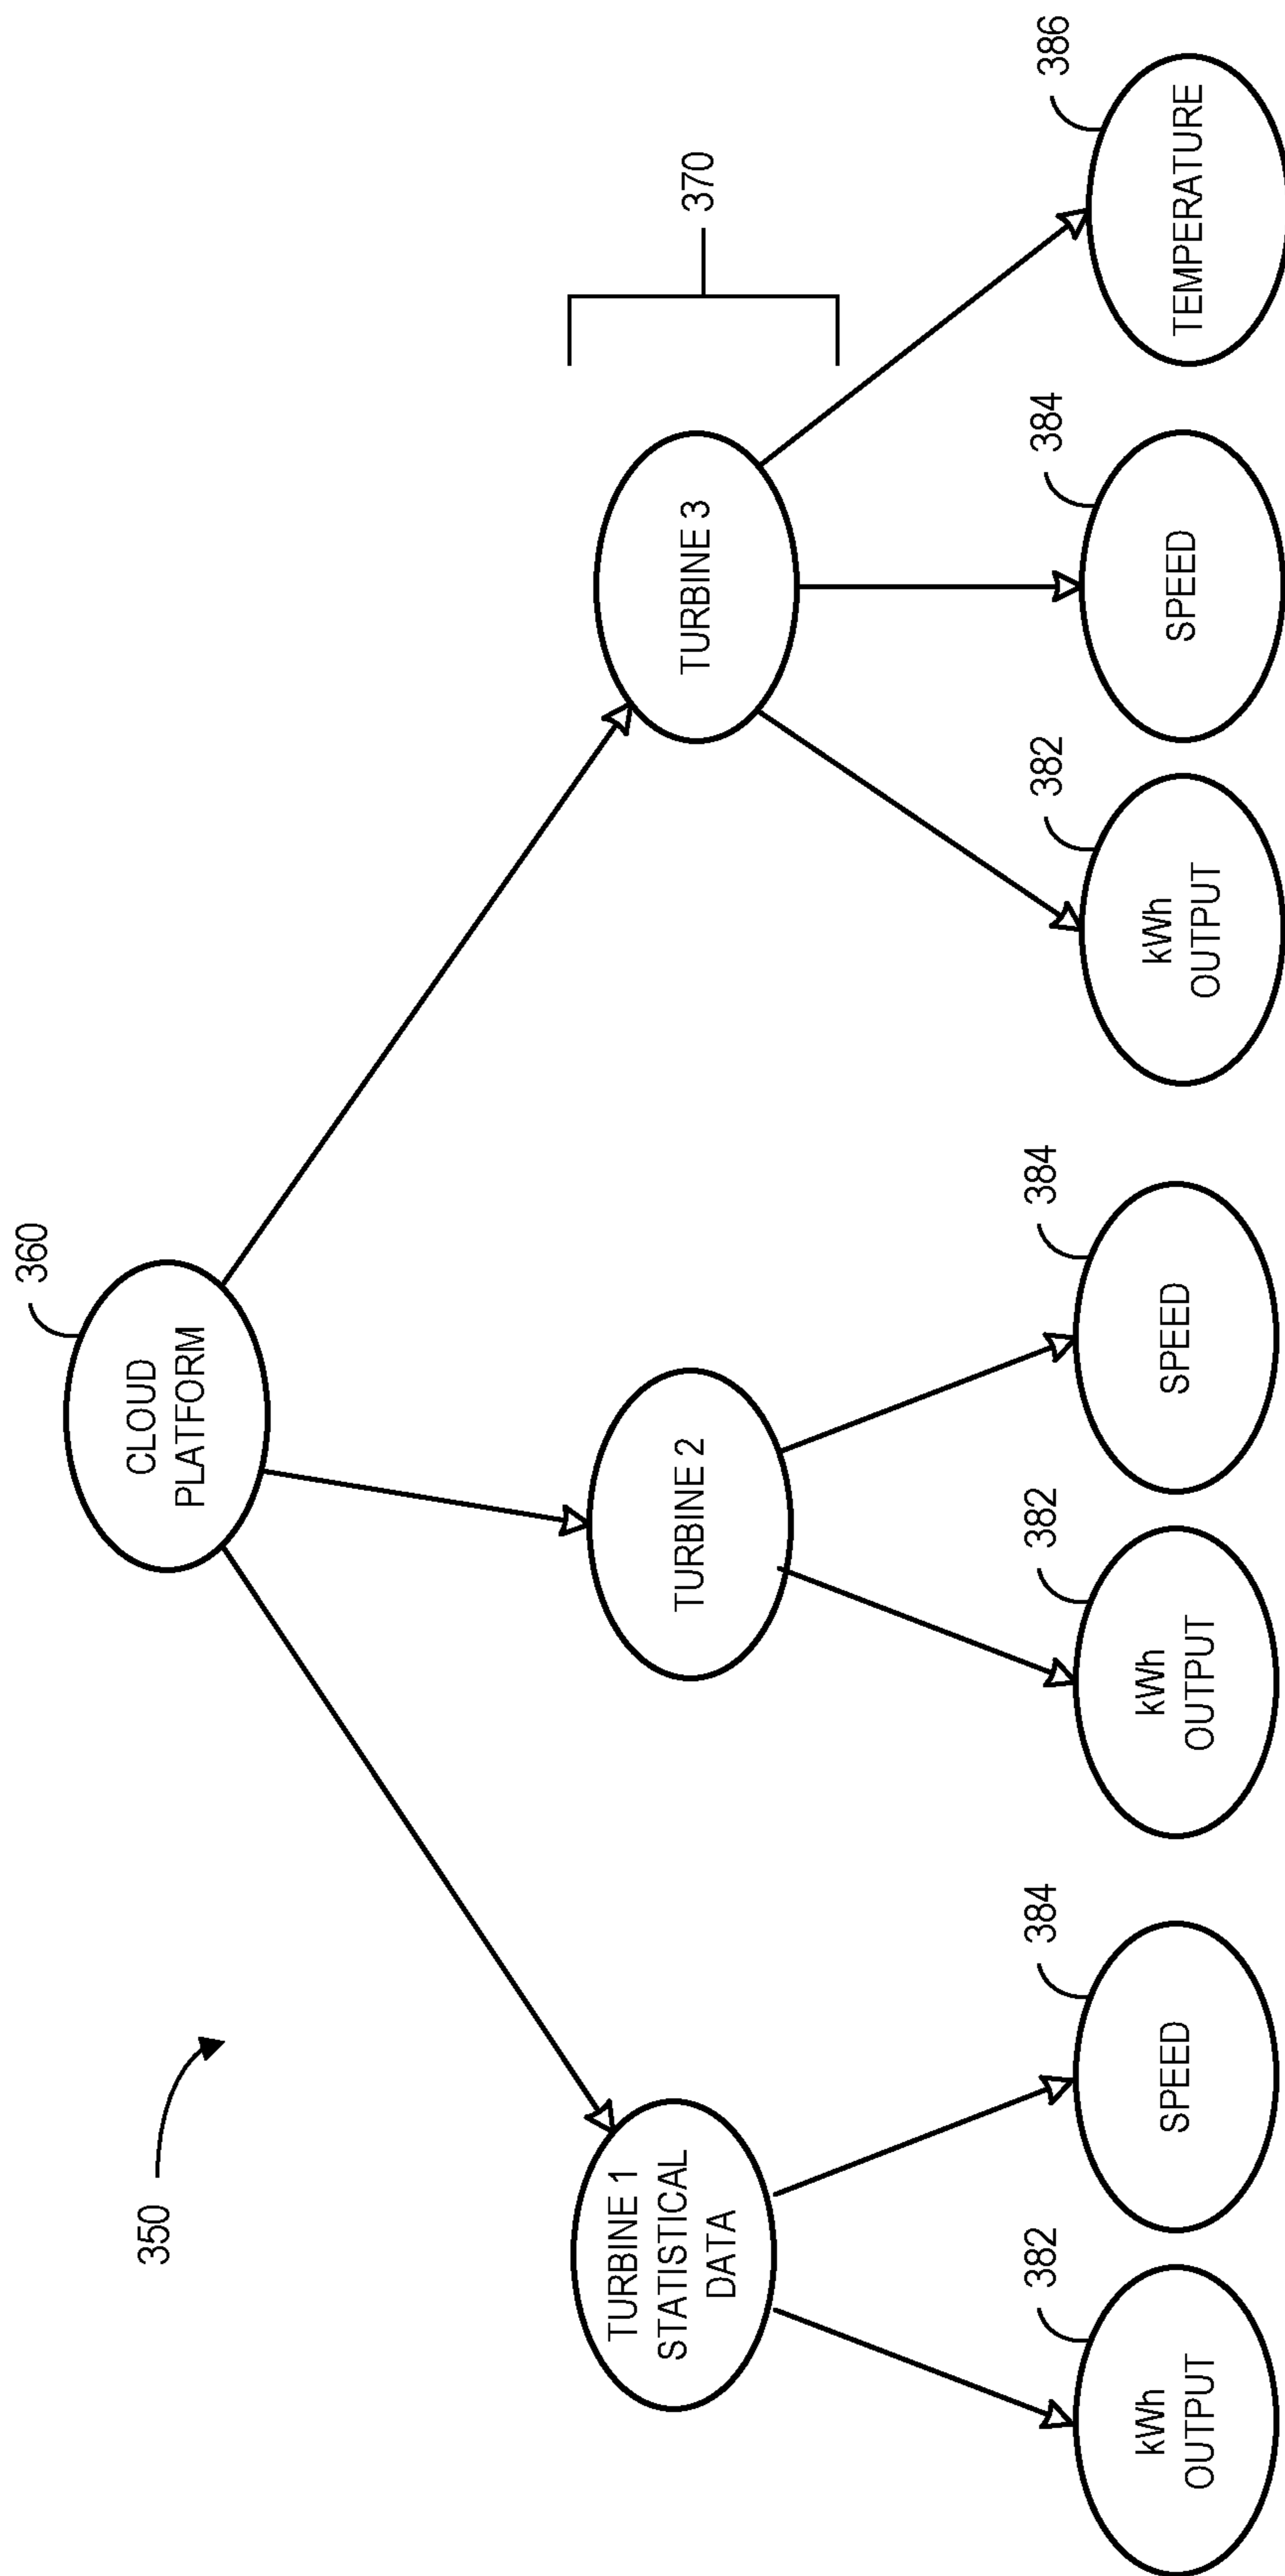 350
360
CLOUD
PLATFORM
370
TURBINE 1
STATISTICAL
DATA
TURBINE 2
TURBINE 3
382
kWh
OUTPUT
384
SPEED
382
kWh
OUTPUT
384
SPEED
382
kWh
OUTPUT
384
SPEED
386
TEMPERATURE